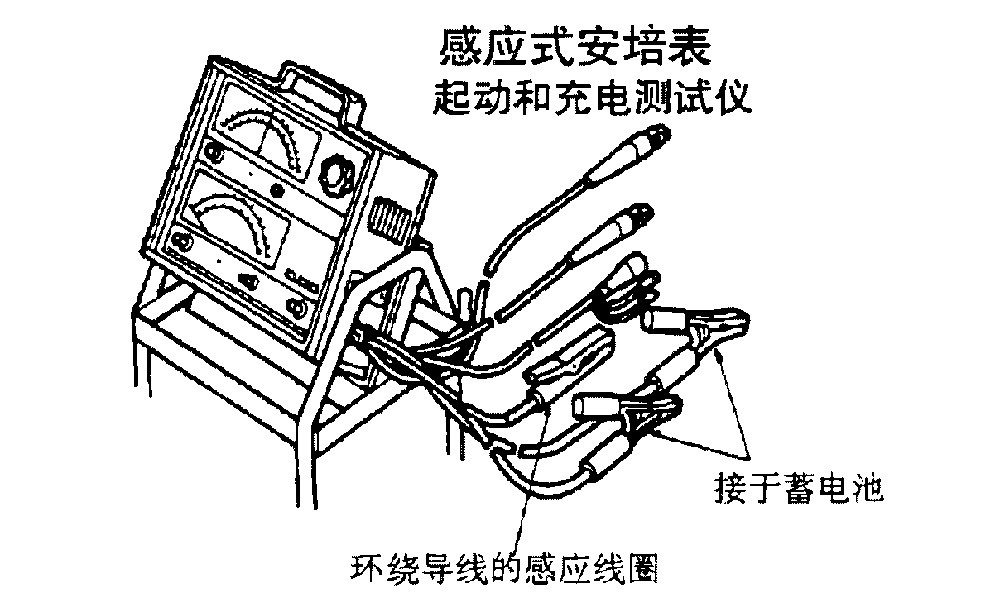 感应式安培表
起动和充电测试仪
接于蓄电池
环绕导线的感应线圈